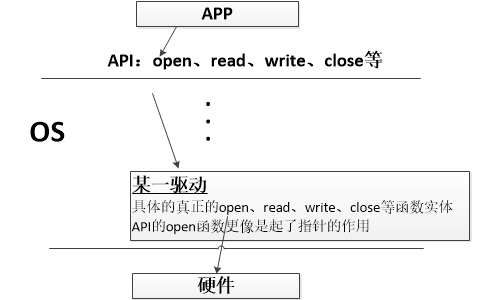 APP
API：open、read、write、close等
OS
某一驱动
具体的真正的open、read、write、close等函数实体
API的open函数更像是起了指针的作用
硬件